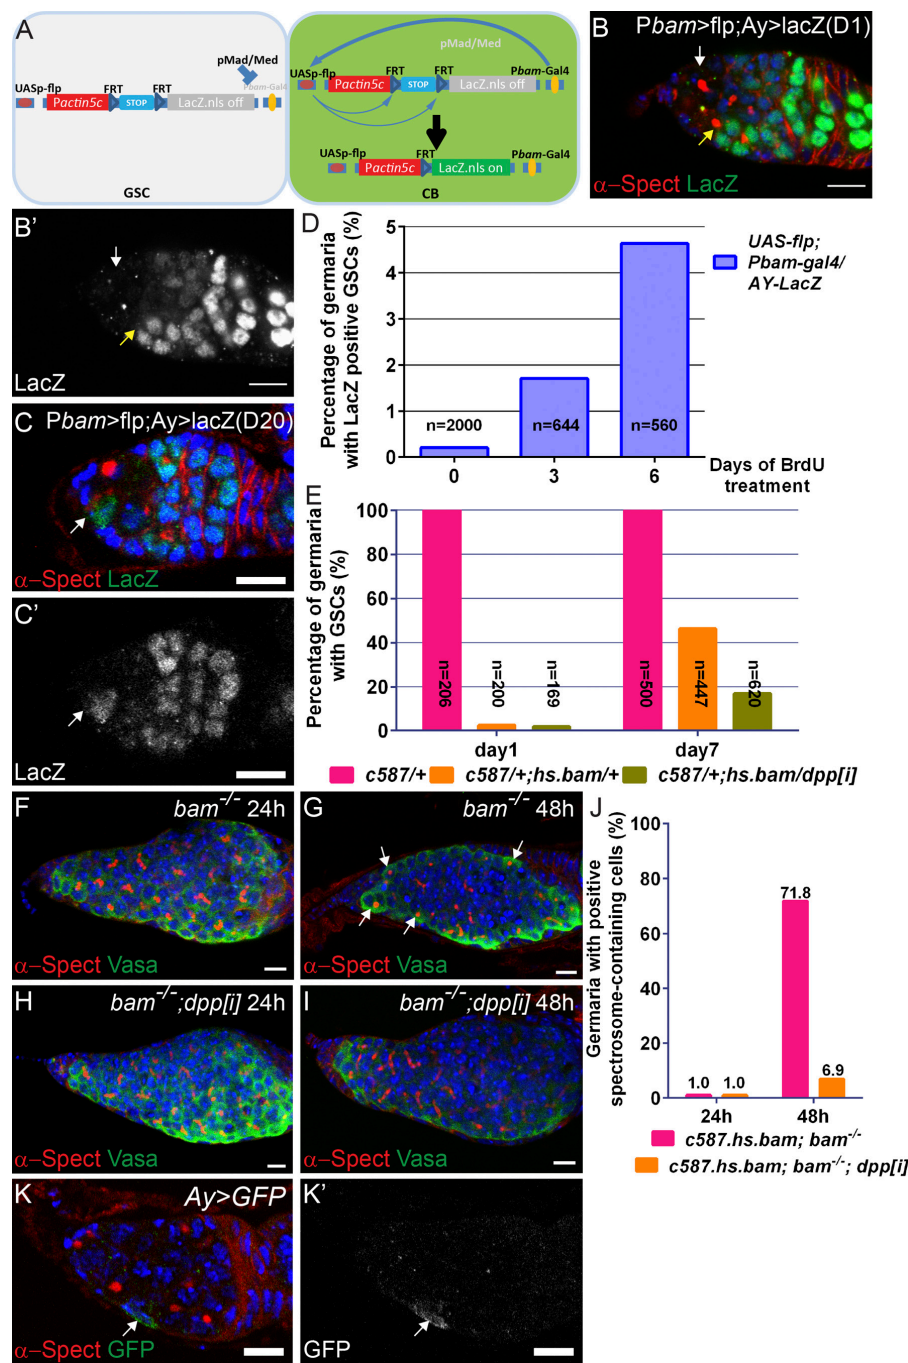 A
pMad/Med
UASp-flp
FRT
FRT
Pbam-Gal4
Pactin5c
STOP
LacZ.nls off
GSC
pMad/Med
UASp-flp
FRT
Pbam-Gal4
Pactin5c
STOP
LacZ.nls off
UASp-flp
FRT
Pbam-Gal4
Pactin5c
LacZ.nls on
CB
B
Pbam>flp;Ay>lacZ(D1)
α–Spect LacZ
B’
LacZ
D
Percentage of germaria
with LacZ positive GSCs (%)
5
4
3
2
1
0
n=2000
n=644
n=560
0
3
6
Days of BrdU
treatment
UAS-flp;
Pbam-gal4/
AY-LacZ
C
Pbam>flp;Ay>lacZ(D20)
α–Spect LacZ
C’
LacZ
E
Percentage of germaria
with GSCs (%)
100
80
60
40
20
0
n=206
n=200
n=169
n=500
n=447
n=620
day1
day7
c587/+
c587/+;hs.bam/+
c587/+;hs.bam/dpp[i]
F
bam-/- 24h
α–Spect Vasa
G
bam-/- 48h
α–Spect Vasa
H
bam-/-;dpp[i] 24h
α–Spect Vasa
I
bam-/-;dpp[i] 48h
α–Spect Vasa
J
Germaria with positive
spectrosome-containing cells (%)
100
80
60
40
20
0
1.0
1.0
71.8
6.9
24h
48h
c587.hs.bam; bam-/-
c587.hs.bam; bam-/-; dpp[i]
K
Ay>GFP
α–Spect GFP
K’
GFP